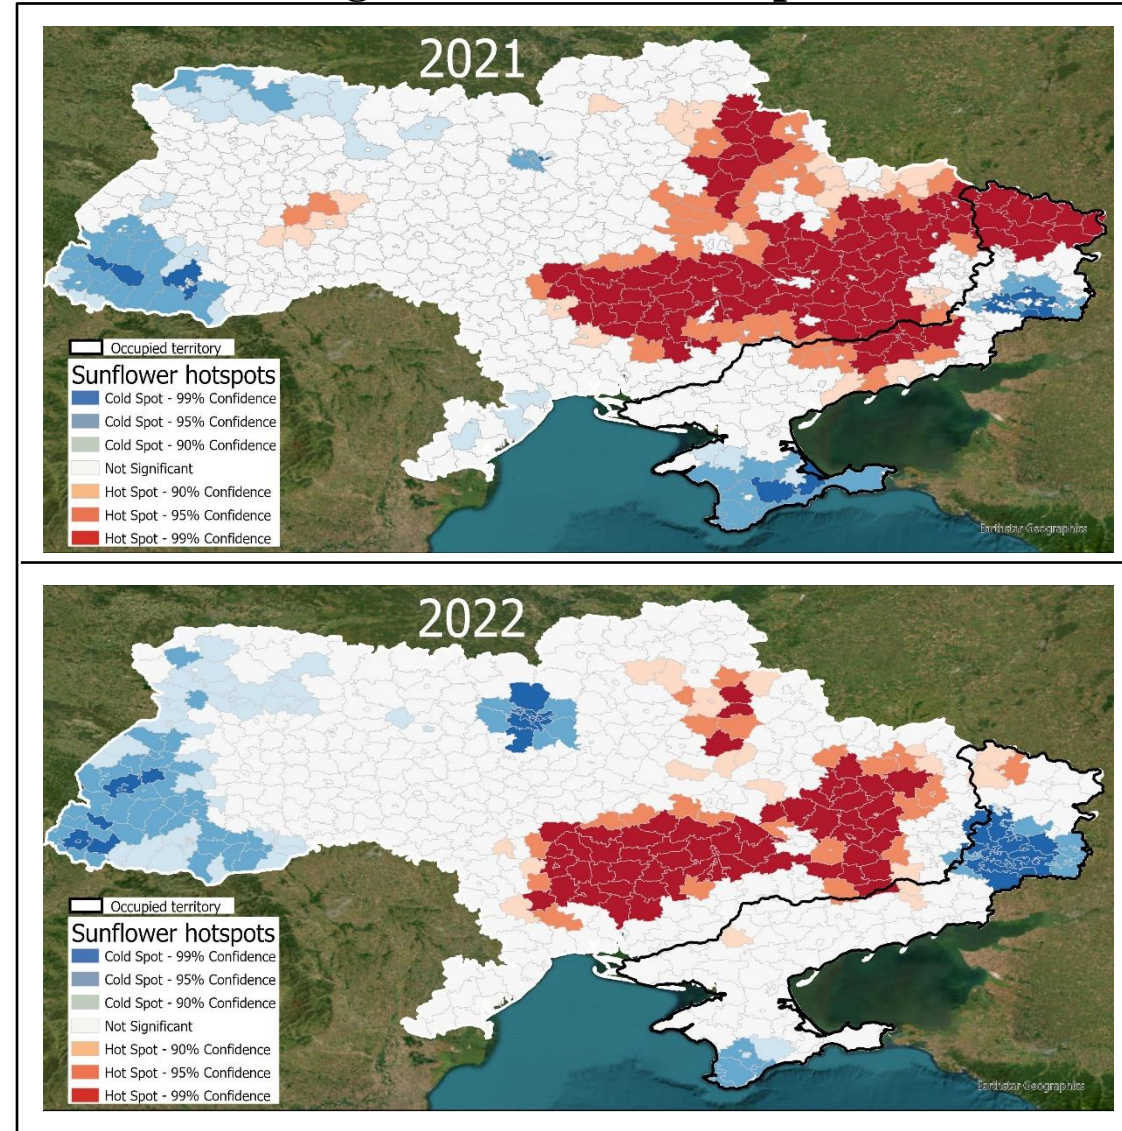 2021
Occupied territory
Sunflower hotspots
Cold Spot - 99% Confidence
Cold Spot - 95% Confidence
Cold Spot - 90% Confidence
Not Significant
Hot Spot - 90% Confidence
Hot Spot - 95% Confidence
Hot Spot - 99% Confidence
Earthstar Geographics
2022
Occupied territory
Sunflower hotspots
Cold Spot - 99% Confidence
Cold Spot - 95% Confidence
Cold Spot - 90% Confidence
Not Significant
Hot Spot - 90% Confidence
Hot Spot - 95% Confidence
Hot Spot - 99% Confidence
Earthstar Geographics